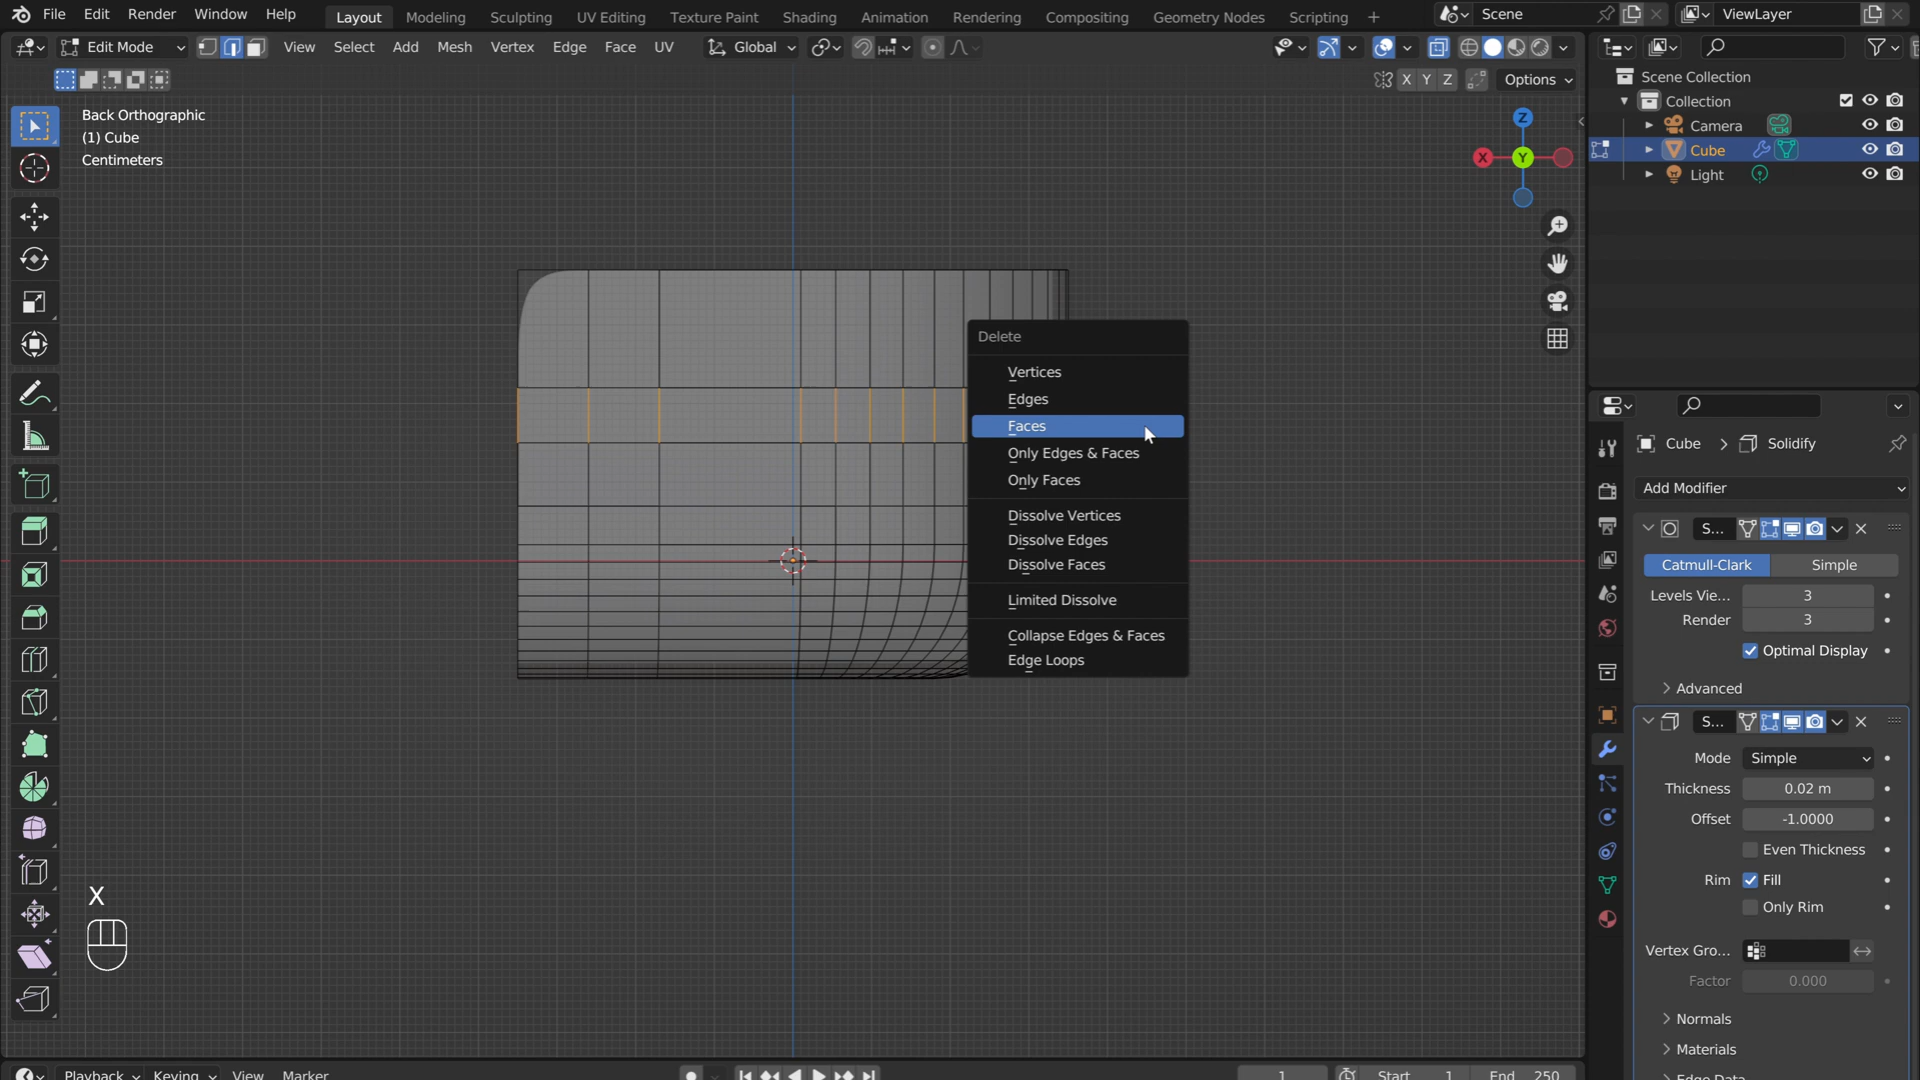 File Edit Render Window Help Layout Modeling Sculpting UV Editing Texture Paint Shading Animation Rendering Compositing Geometry Nodes Scripting + Scene ViewLayer
Edit Mode View Select Add Mesh Vertex Edge Face UV Global
X Y Z Options
Back Orthographic
(1) Cube
Centimeters
Z
X Y
Delete
Vertices
Edges
Faces
Only Edges & Faces
Only Faces
Dissolve Vertices
Dissolve Edges
Dissolve Faces
Limited Dissolve
Collapse Edges & Faces
Edge Loops
X
Scene Collection
Collection
Camera
Cube
Light
Cube > Solidify
Add Modifier
S...
Catmull-Clark Simple
Levels Vie... 3
Render 3
Optimal Display
Advanced
S...
Mode Simple
Thickness 0.02 m
Offset -1.0000
Even Thickness
Rim Fill
Only Rim
Vertex Gro...
Factor 0.000
Normals
Materials
Edge Data
Playback Keying View Marker 1 Start 1 End 250